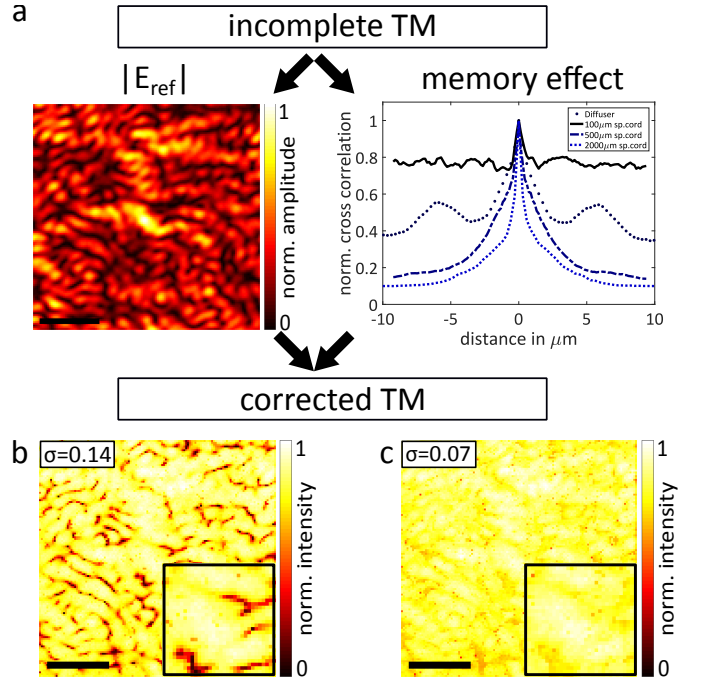 a
incomplete TM
|E_ref|
memory effect
1
norm. amplitude
0
norm. cross correlation
1
0.8
0.6
0.4
0.2
0
Diffuser
100μm sp.cord
500μm sp.cord
2000μm sp.cord
-10
-5
0
5
10
distance in μm
corrected TM
b
σ=0.14
1
norm. intensity
0
c
σ=0.07
1
norm. intensity
0